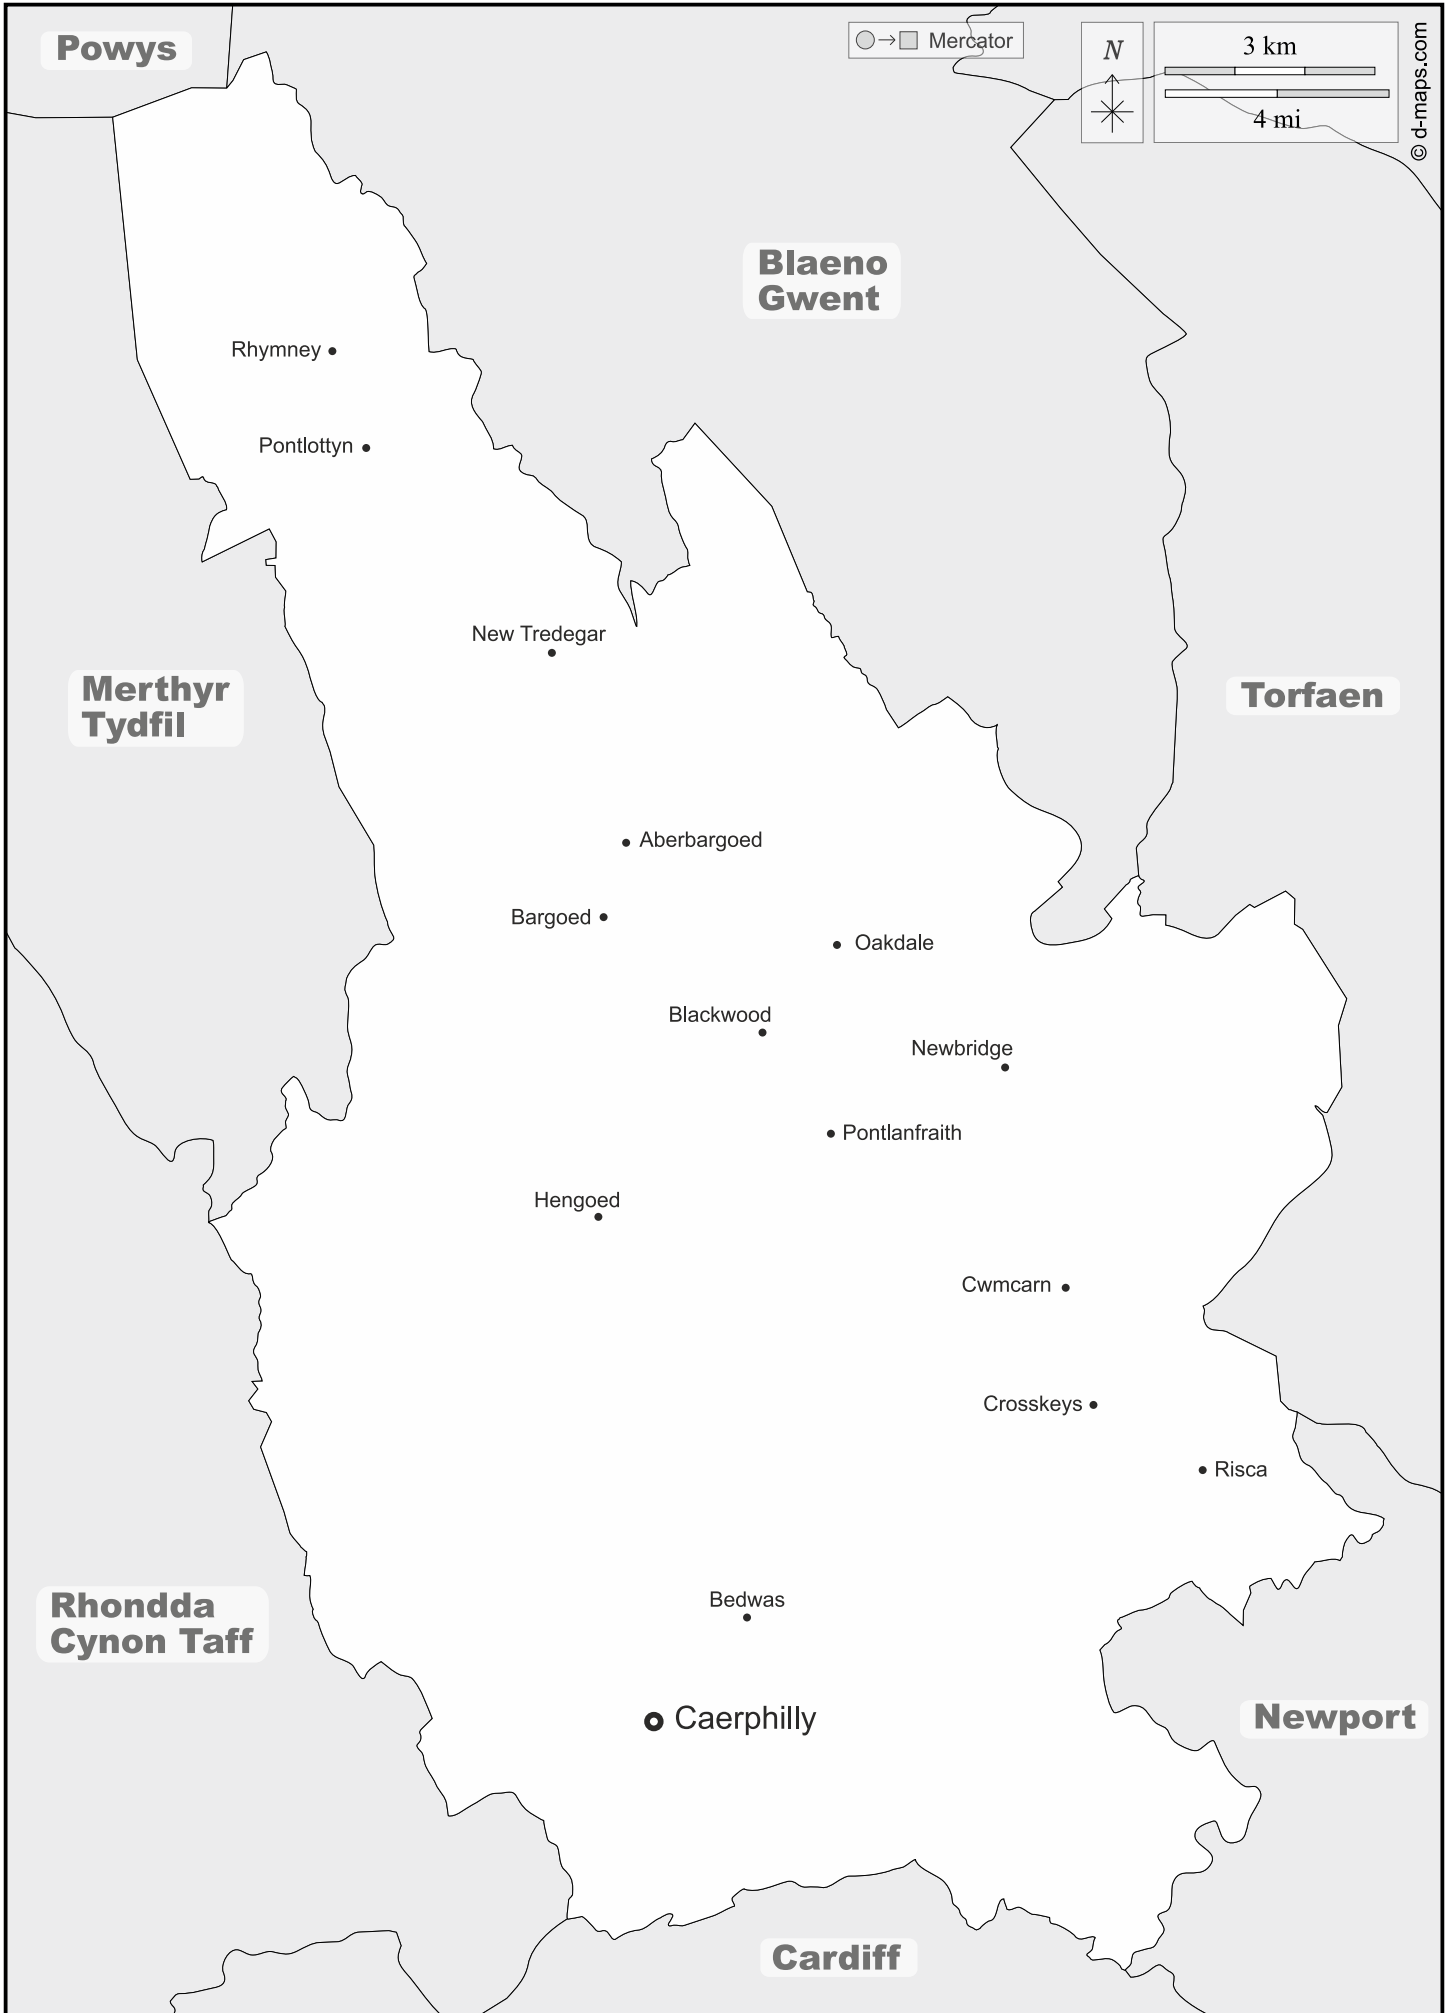 Powys
Mercator
N
3 km
4 mi
© d-maps.com
Blaeno
Gwent
Rhymney
Pontlottyn
New Tredegar
Merthyr
Tydfil
Torfaen
Aberbargoed
Bargoed
Oakdale
Blackwood
Newbridge
Pontlanfraith
Hengoed
Cwmcarn
Crosskeys
Risca
Rhondda
Cynon Taff
Bedwas
Caerphilly
Newport
Cardiff